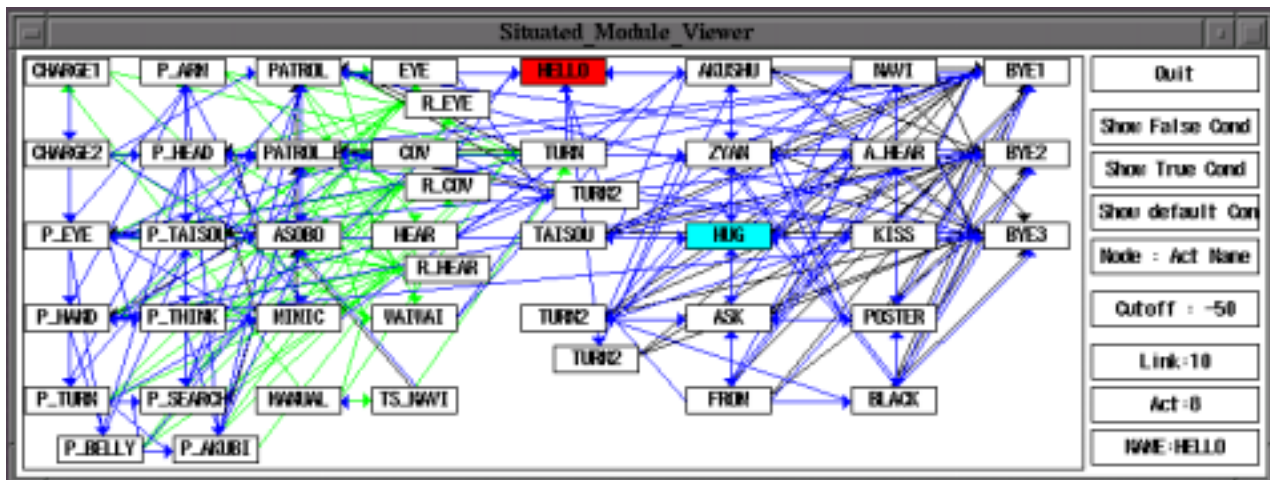 Situated_Module_Viewer
CHARGE1 P_ARM PATROL EYE HELLO AKUSHU NAVI BYE1
R_EYE
CHARGE2 P_HEAD PATROL_ COV TURN ZYAN A_HEAR BYE2
R_COV TURN2
P_EYE P_TAISOU ASOBO HEAR TAISOU HUG KISS BYE3
R_HEAR
P_HAND P_THINK MIMIC WAIWAI TURN2 ASK POSTER
TURN2
P_TURN P_SEARCH MANUAL TS_NAVI FROM BLACK
P_BELLY P_AKUBI
Quit
Show False Cond
Show True Cond
Show default Con
Node : Act Name
Cutoff : -50
Link:10
Act:0
NAME:HELLO